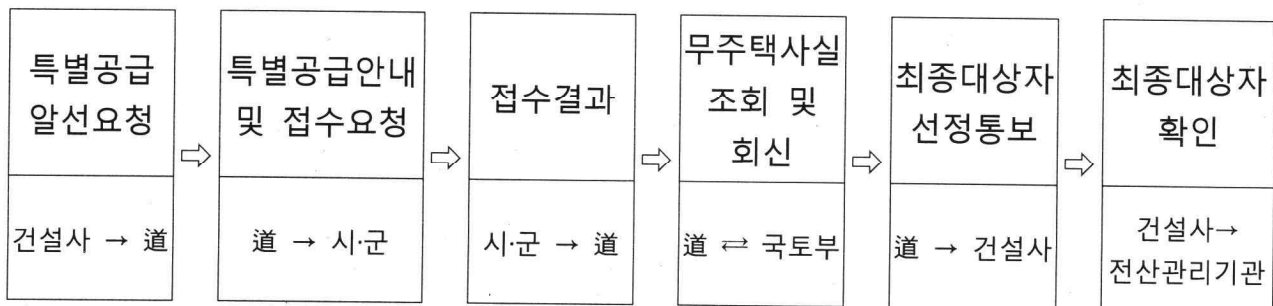 특별공급
알선요청
건설사 → 道
⇨
특별공급안내
및 접수요청
道 → 시·군
⇨
접수결과
시·군 → 道
⇨
무주택사실
조회 및
회신
道 ⇄ 국토부
⇨
최종대상자
선정통보
道 → 건설사
⇨
최종대상자
확인
건설사→
전산관리기관